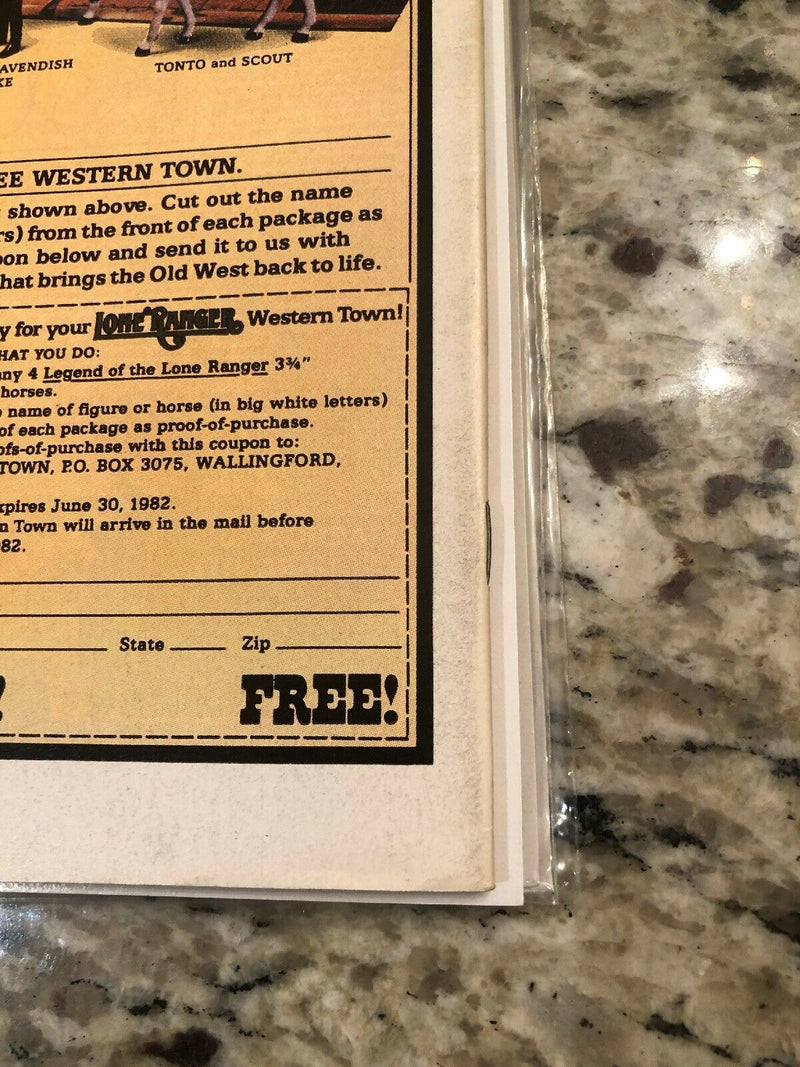 AVENDISH
KE
TONTO and SCOUT
EE WESTERN TOWN.
shown above. Cut out the name
rs) from the front of each package as
pon below and send it to us with
hat brings the Old West back to life.
y for your LONE RANGER Western Town!
HAT YOU DO:
ny 4 Legend of the Lone Ranger 3¾"
horses.
name of figure or horse (in big white letters)
of each package as proof-of-purchase.
ofs-of-purchase with this coupon to:
TOWN, P.O. BOX 3075, WALLINGFORD,
xpires June 30, 1982.
n Town will arrive in the mail before
82.
State Zip
! FREE!